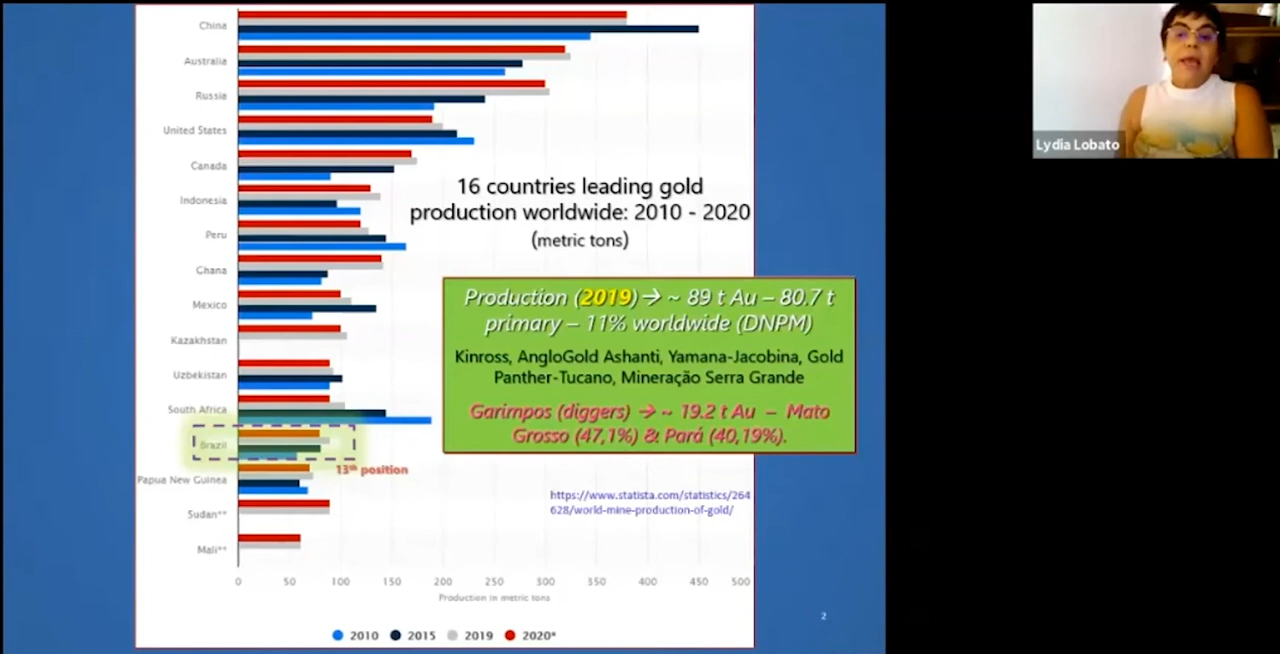 China
Australia
Russia
United States
Canada
Indonesia
Peru
Ghana
Mexico
Kazakhstan
Uzbekistan
South Africa
Brazil
Papua New Guinea
Sudan**
Mali**
0 50 100 150 200 250 300 350 400 450 500
Production in metric tons
2010 2015 2019 2020*
16 countries leading gold
production worldwide: 2010 - 2020
(metric tons)
Production (2019) → ~ 89 t Au – 80.7 t
primary – 11% worldwide (DNPM)
Kinross, AngloGold Ashanti, Yamana-Jacobina, Gold
Panther-Tucano, Mineração Serra Grande
Garimpos (diggers) → ~ 19.2 t Au – Mato
Grosso (47,1%) & Pará (40,19%).
13th position
https://www.statista.com/statistics/264
628/world-mine-production-of-gold/
2
Lydia Lobato